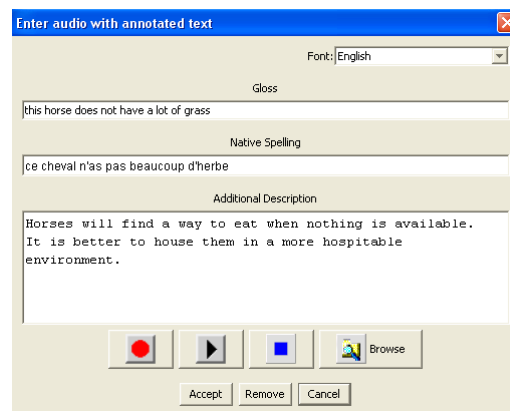 Enter audio with annotated text
Font: English
Gloss
this horse does not have a lot of grass
Native Spelling
ce cheval n'as pas beaucoup d'herbe
Additional Description
Horses will find a way to eat when nothing is available.
It is better to house them in a more hospitable
environment.
Browse
Accept Remove Cancel